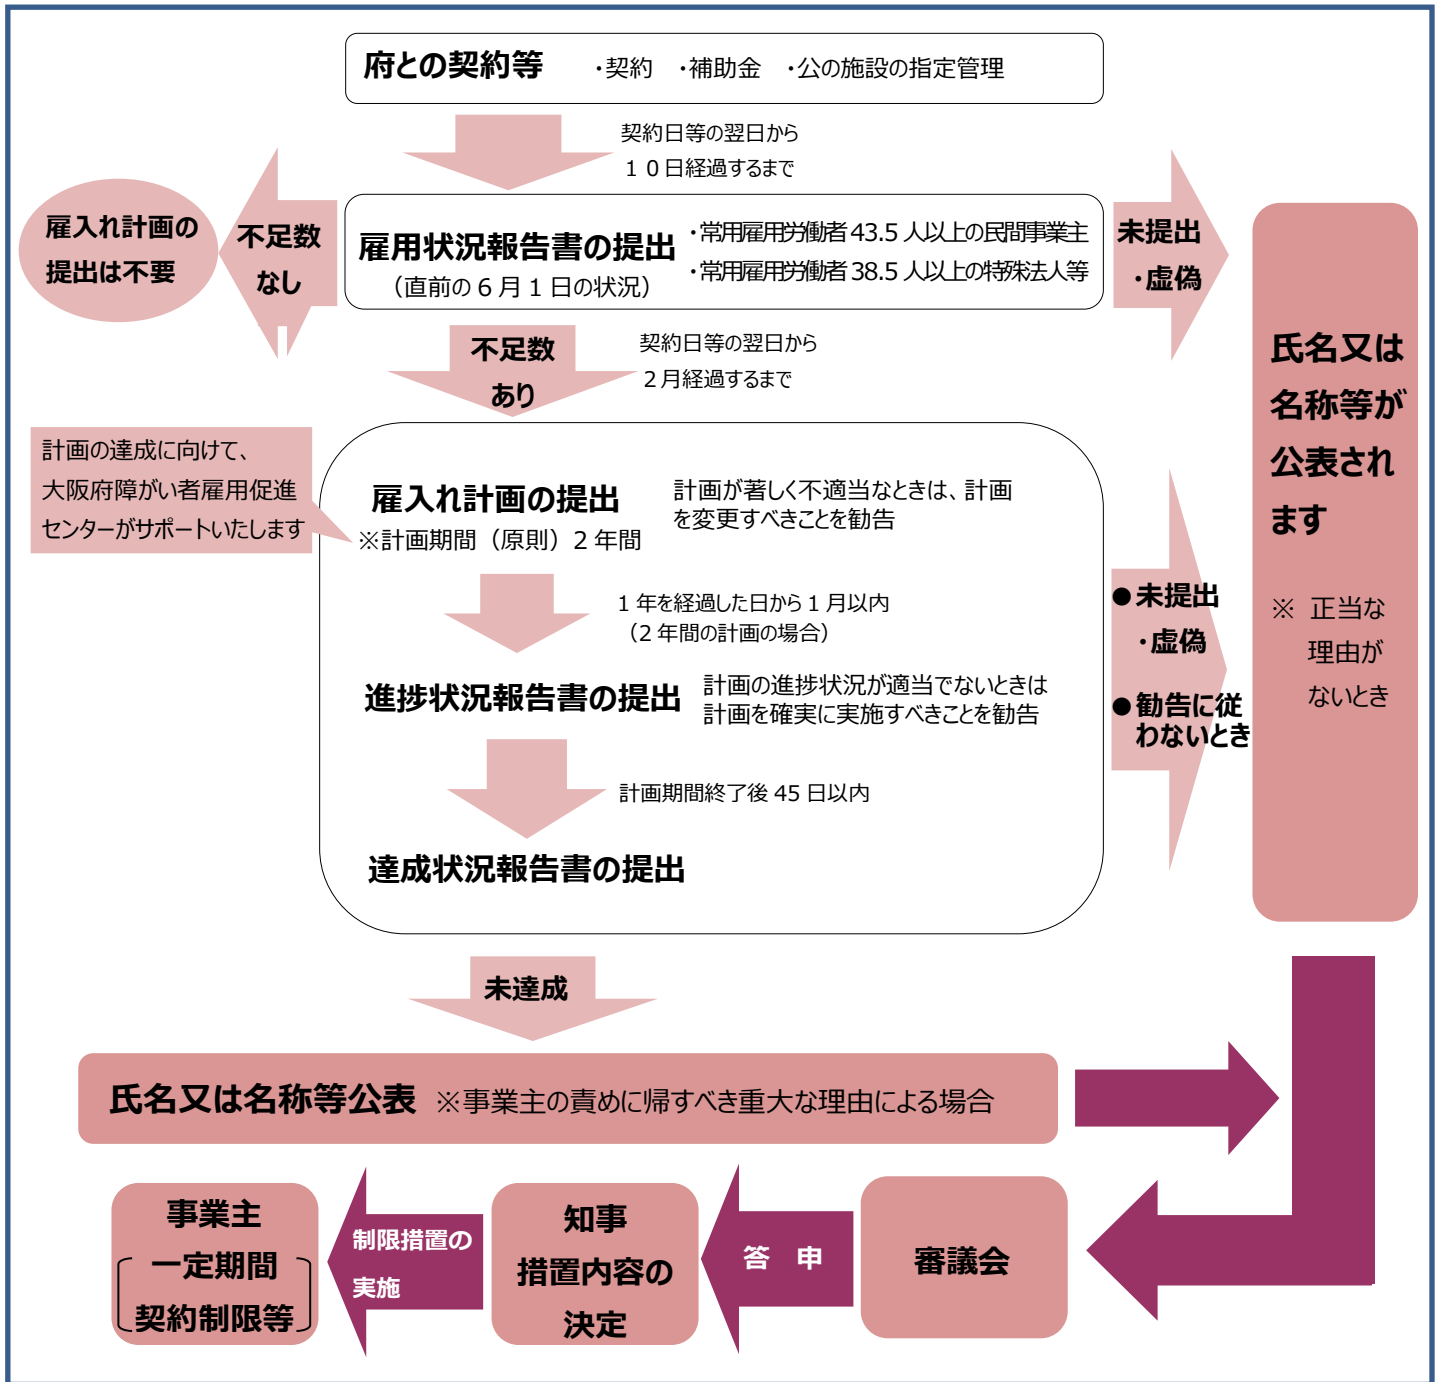 府との契約等 ・契約 ・補助金 ・公の施設の指定管理
契約日等の翌日から
１０日経過するまで
雇入れ計画の
提出は不要
不足数
なし
雇用状況報告書の提出
（直前の６月１日の状況）
・常用雇用労働者 43.5 人以上の民間事業主
・常用雇用労働者 38.5 人以上の特殊法人等
未提出
・虚偽
不足数
あり
契約日等の翌日から
２月経過するまで
計画の達成に向けて、
大阪府障がい者雇用促進
センターがサポートいたします
雇入れ計画の提出
※計画期間（原則）２年間
計画が著しく不適当なときは、計画
を変更すべきことを勧告
１年を経過した日から１月以内
（２年間の計画の場合）
進捗状況報告書の提出
計画の進捗状況が適当でないときは
計画を確実に実施すべきことを勧告
計画期間終了後 45 日以内
達成状況報告書の提出
●未提出
・虚偽
●勧告に従
わないとき
氏名又は
名称等が
公表され
ます
※ 正当な
理由が
ないとき
未達成
氏名又は名称等公表 ※事業主の責めに帰すべき重大な理由による場合
事業主
一定期間
契約制限等
制限措置の
実施
知事
措置内容の
決定
答 申
審議会